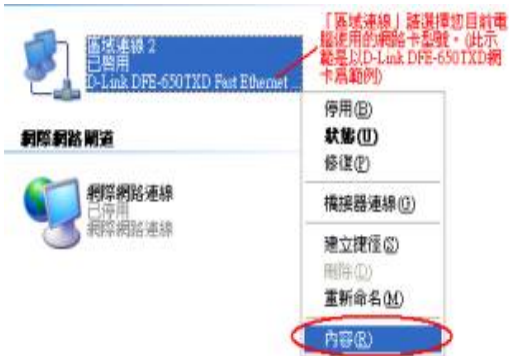 區域連線 2
已啟用
D-Link DFE-650TXD Fast Ethernet ...
「區域連線」請選擇您目前電
腦使用的網路卡型號。(此示
範是以D-Link DFE-650TXD網
卡為範例)
網際網路閘道
網際網路連線
已停用
網際網路連線
停用(B)
狀態(U)
修復(P)
橋接器連線(G)
建立捷徑(S)
刪除(D)
重新命名(M)
內容(R)